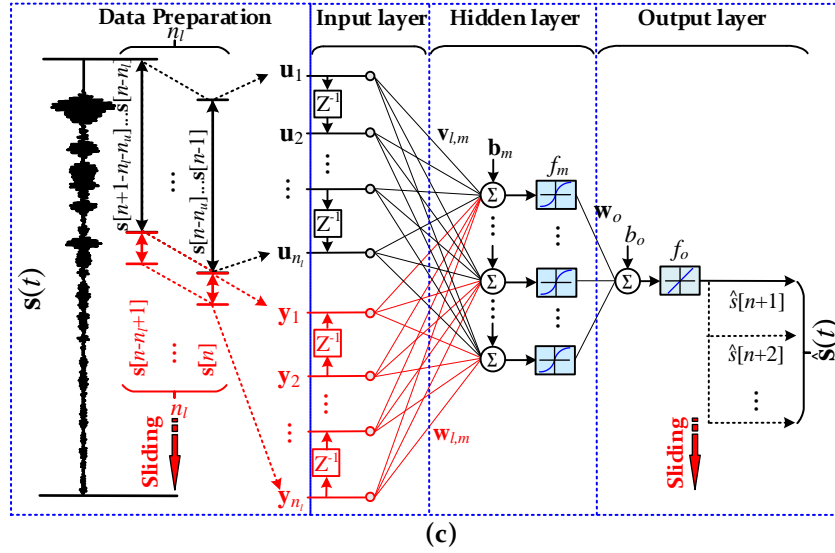 Data Preparation
Input layer
Hidden layer
Output layer
n_l
s(t)
s[n+1-n_l-n_u]...s[n-n_l]
...
s[n-n_u]...s[n-1]
s[n-n_l+1]
...
s[n]
n_l
Sliding
u_1
Z^-1
u_2
...
...
Z^-1
u_{n_l}
y_1
Z^-1
y_2
...
...
Z^-1
y_{n_l}
v_{l,m}
w_{l,m}
b_m
f_m
Σ
...
...
Σ
...
...
Σ
w_o
b_o
f_o
Σ
ŝ[n+1]
ŝ[n+2]
...
ŝ(t)
Sliding
(c)